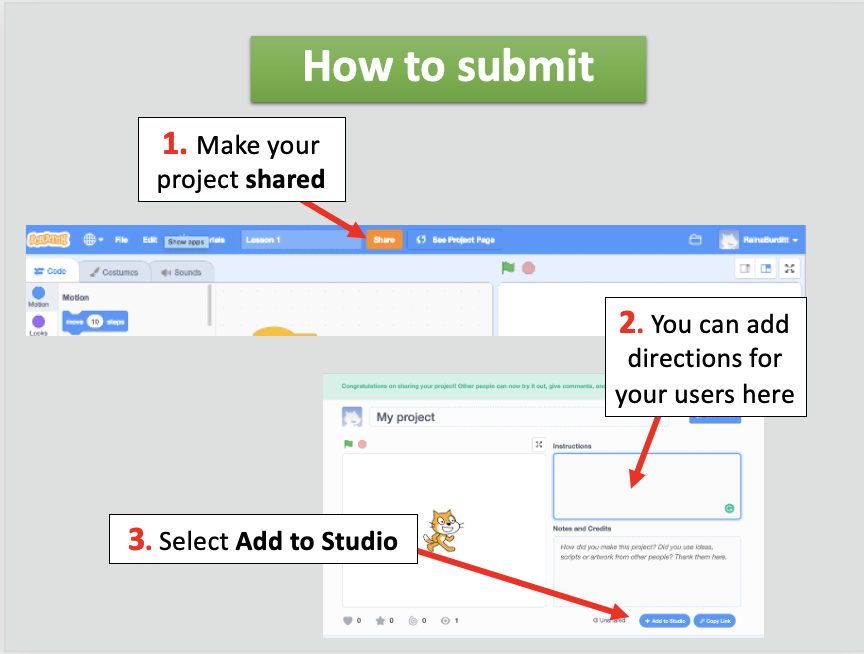 How to submit
1. Make your
project shared
SCRATCH
File
Edit
Show apps
rials
Lesson 1
Share
See Project Page
RainaBurditt
Code
Costumes
Sounds
Motion
Motion
move 10 steps
Looks
2. You can add
directions for
your users here
Congratulations on sharing your project! Other people can now try it out, give comments, and
My project
Instructions
3. Select Add to Studio
Notes and Credits
How did you make this project? Did you use ideas,
scripts or artwork from other people? Thank them here.
0
0
0
1
Add to Studio
Copy Link